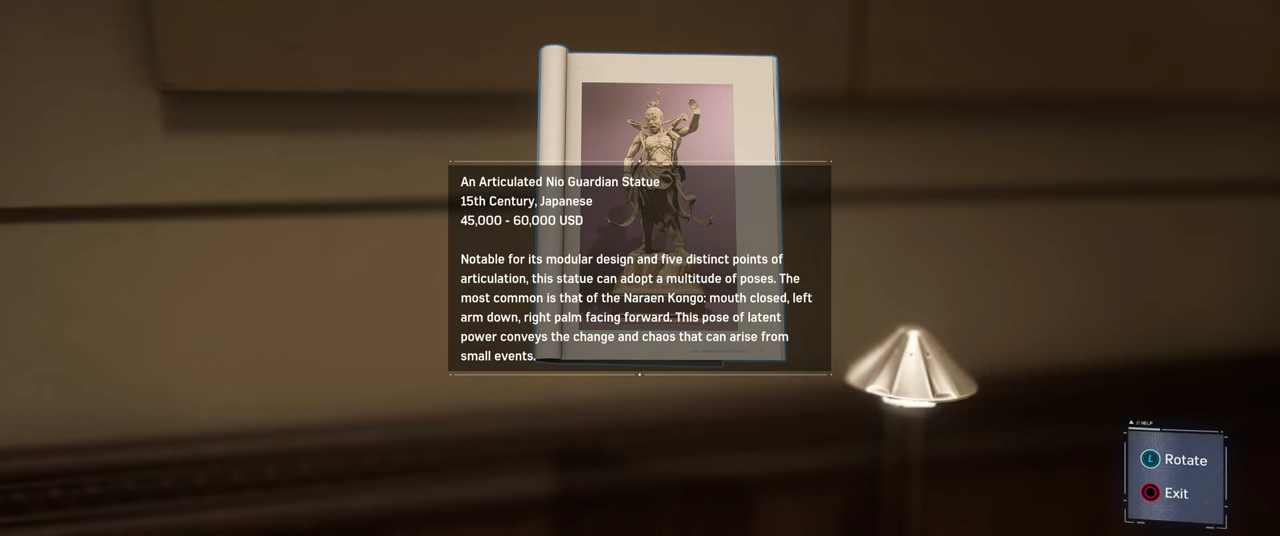 An Articulated Nio Guardian Statue
15th Century, Japanese
45,000 - 60,000 USD
Notable for its modular design and five distinct points of
articulation, this statue can adopt a multitude of poses. The
most common is that of the Naraen Kongo: mouth closed, left
arm down, right palm facing forward. This pose of latent
power conveys the change and chaos that can arise from
small events.
// HELP
L Rotate
Exit